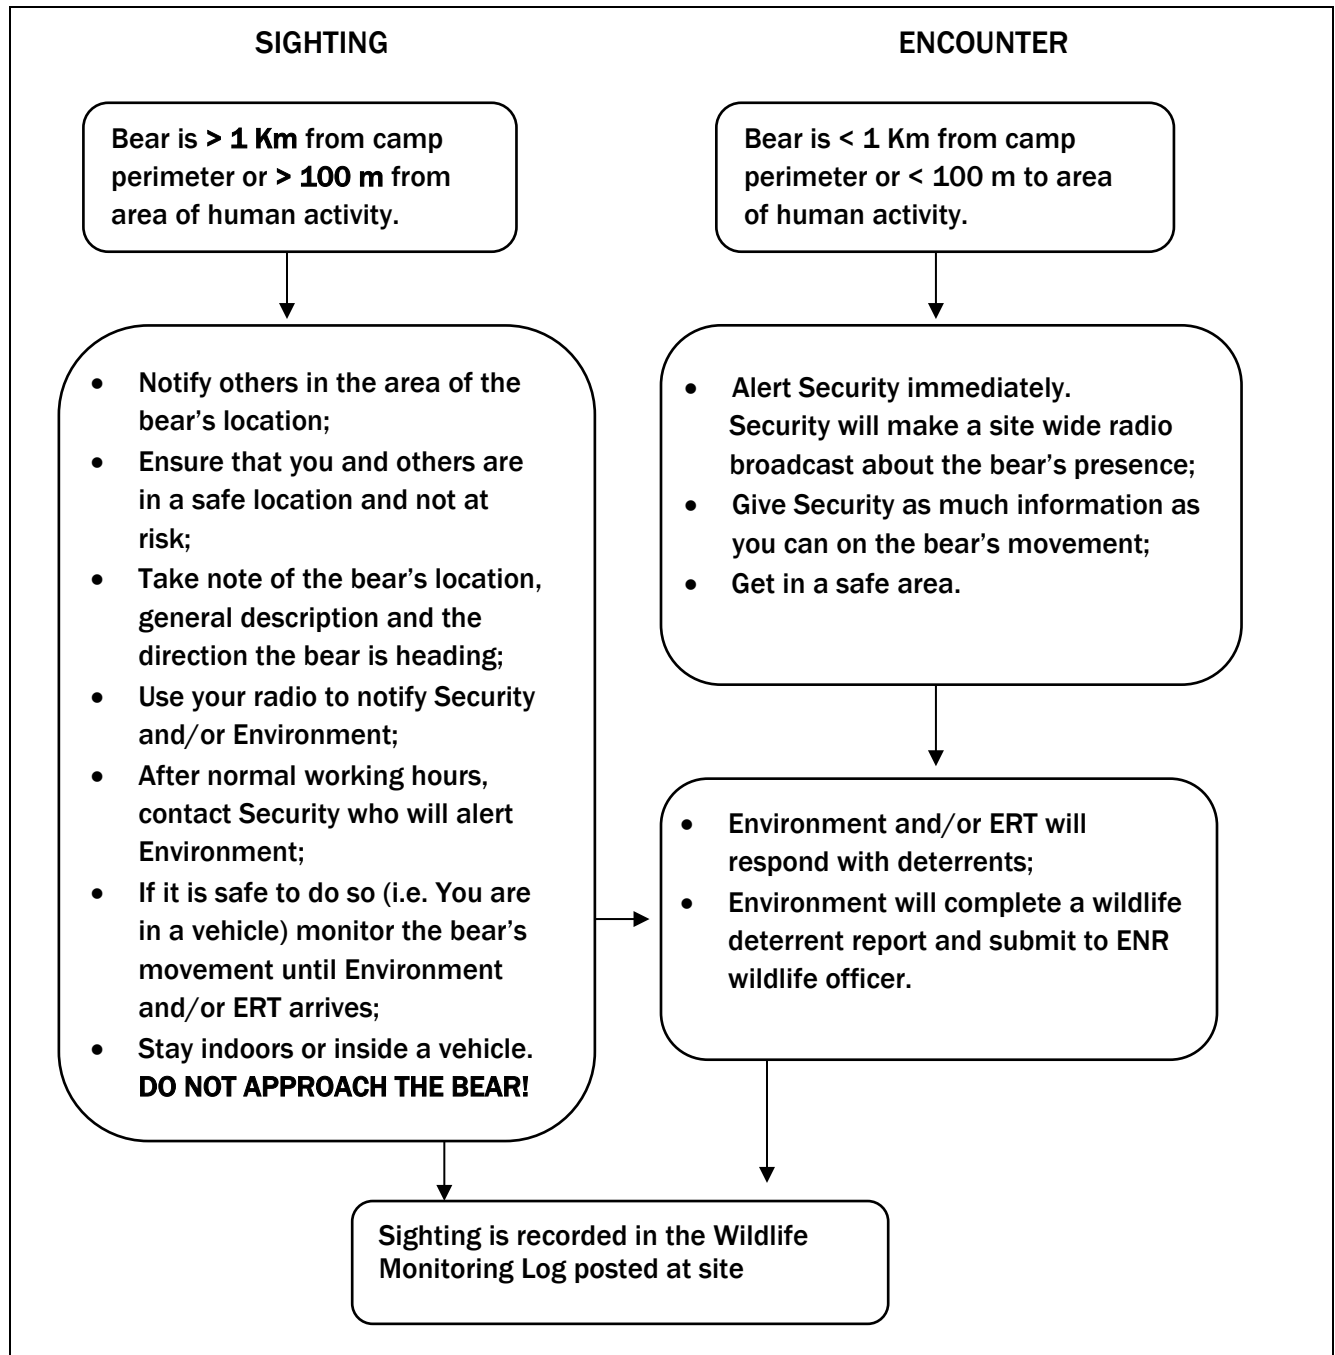 SIGHTING
Bear is > 1 Km from camp
perimeter or > 100 m from
area of human activity.
• Notify others in the area of the
bear’s location;
• Ensure that you and others are
in a safe location and not at
risk;
• Take note of the bear’s location,
general description and the
direction the bear is heading;
• Use your radio to notify Security
and/or Environment;
• After normal working hours,
contact Security who will alert
Environment;
• If it is safe to do so (i.e. You are
in a vehicle) monitor the bear’s
movement until Environment
and/or ERT arrives;
• Stay indoors or inside a vehicle.
DO NOT APPROACH THE BEAR!
ENCOUNTER
Bear is < 1 Km from camp
perimeter or < 100 m to area
of human activity.
• Alert Security immediately.
Security will make a site wide radio
broadcast about the bear’s presence;
• Give Security as much information as
you can on the bear’s movement;
• Get in a safe area.
• Environment and/or ERT will
respond with deterrents;
• Environment will complete a wildlife
deterrent report and submit to ENR
wildlife officer.
Sighting is recorded in the Wildlife
Monitoring Log posted at site